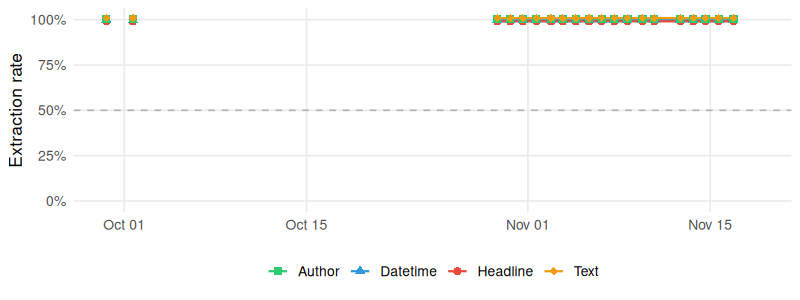 Extraction rate
100%
75%
50%
25%
0%
Oct 01 Oct 15 Nov 01 Nov 15
Author Datetime Headline Text